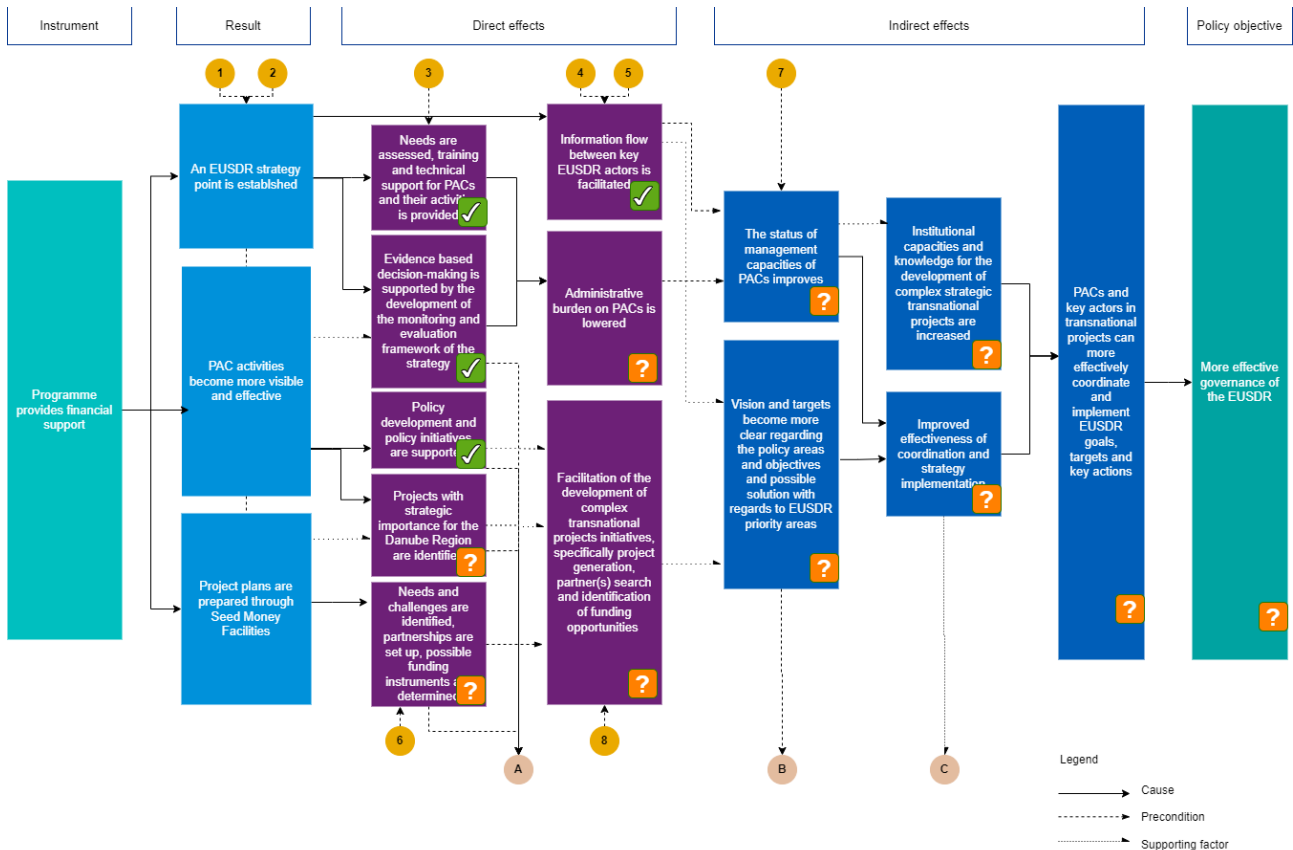 Instrument
Result
Direct effects
Indirect effects
Policy objective
1
2
3
4
5
7
Programme
provides financial
support
An EUSDR strategy
point is establshed
PAC activities
become more visible
and effective
Project plans are
prepared through
Seed Money
Facilities
Needs are
assessed, training
and technical
support for PACs
and their activities
is provided
Evidence based
decision-making is
supported by the
development of
the monitoring and
evaluation
framework of the
strategy
Policy
development and
policy initiatives
are supported
Projects with
strategic
importance for the
Danube Region
are identified
Needs and
challenges are
identified,
partnerships are
set up, possible
funding
instruments
determined
Information flow
between key
EUSDR actors is
facilitated
Administrative
burden on PACs is
lowered
?
Facilitation of the
development of
complex
transnational
projects initiatives,
specifically project
generation,
partner(s) search
and identification
of funding
opportunities
?
?
?
The status of
management
capacities of
PACs improves
?
Vision and targets
become more
clear regarding
the policy areas
and objectives
and possible
solution with
regards to EUSDR
priority areas
?
Institutional
capacities and
knowledge for the
development of
complex strategic
transnational
projects are
increased
?
Improved
effectiveness of
coordination and
strategy
implementation
?
PACs and
key actors in
transnational
projects can
more
effectively
coordinate
and
implement
EUSDR
goals,
targets and
key actions
?
More effective
governance of
the EUSDR
?
6
8
A
B
C
Legend
Cause
Precondition
Supporting factor